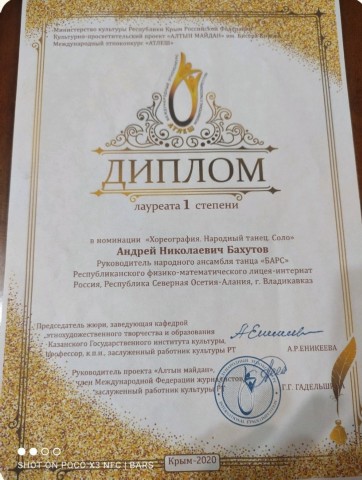 Министерство культуры Республики Крым Российской Федерации
Культурно-просветительский проект «АЛТЫН МАЙДАН» им.
Международный этноконкурс «АТЛЕШ»
АТЛЕШ
ДИПЛОМ
лауреата 1 степени
в номинации «Хореография. Народный танец. Соло»
Андрей Николаевич Бахутов
Руководитель народного ансамбля танца «БАРС»
Республиканского физико-математического лицея-интернат
Россия, Республика Северная Осетия-Алания, г. Владикавказ
Председатель жюри, заведующая кафедрой
этнохудожественного творчества и образования
Казанского Государственного института культуры,
профессор, к.п.н., заслуженный работник культуры РТ
А.Р.ЕНИКЕЕВА
Руководитель проекта «Алтын майдан»,
член Международной Федерации журналистов
заслуженный работник культуры
Г.Г. ГАДЕЛЬШ
Крым-2020
SHOT ON POCO X3 NFC | BARS